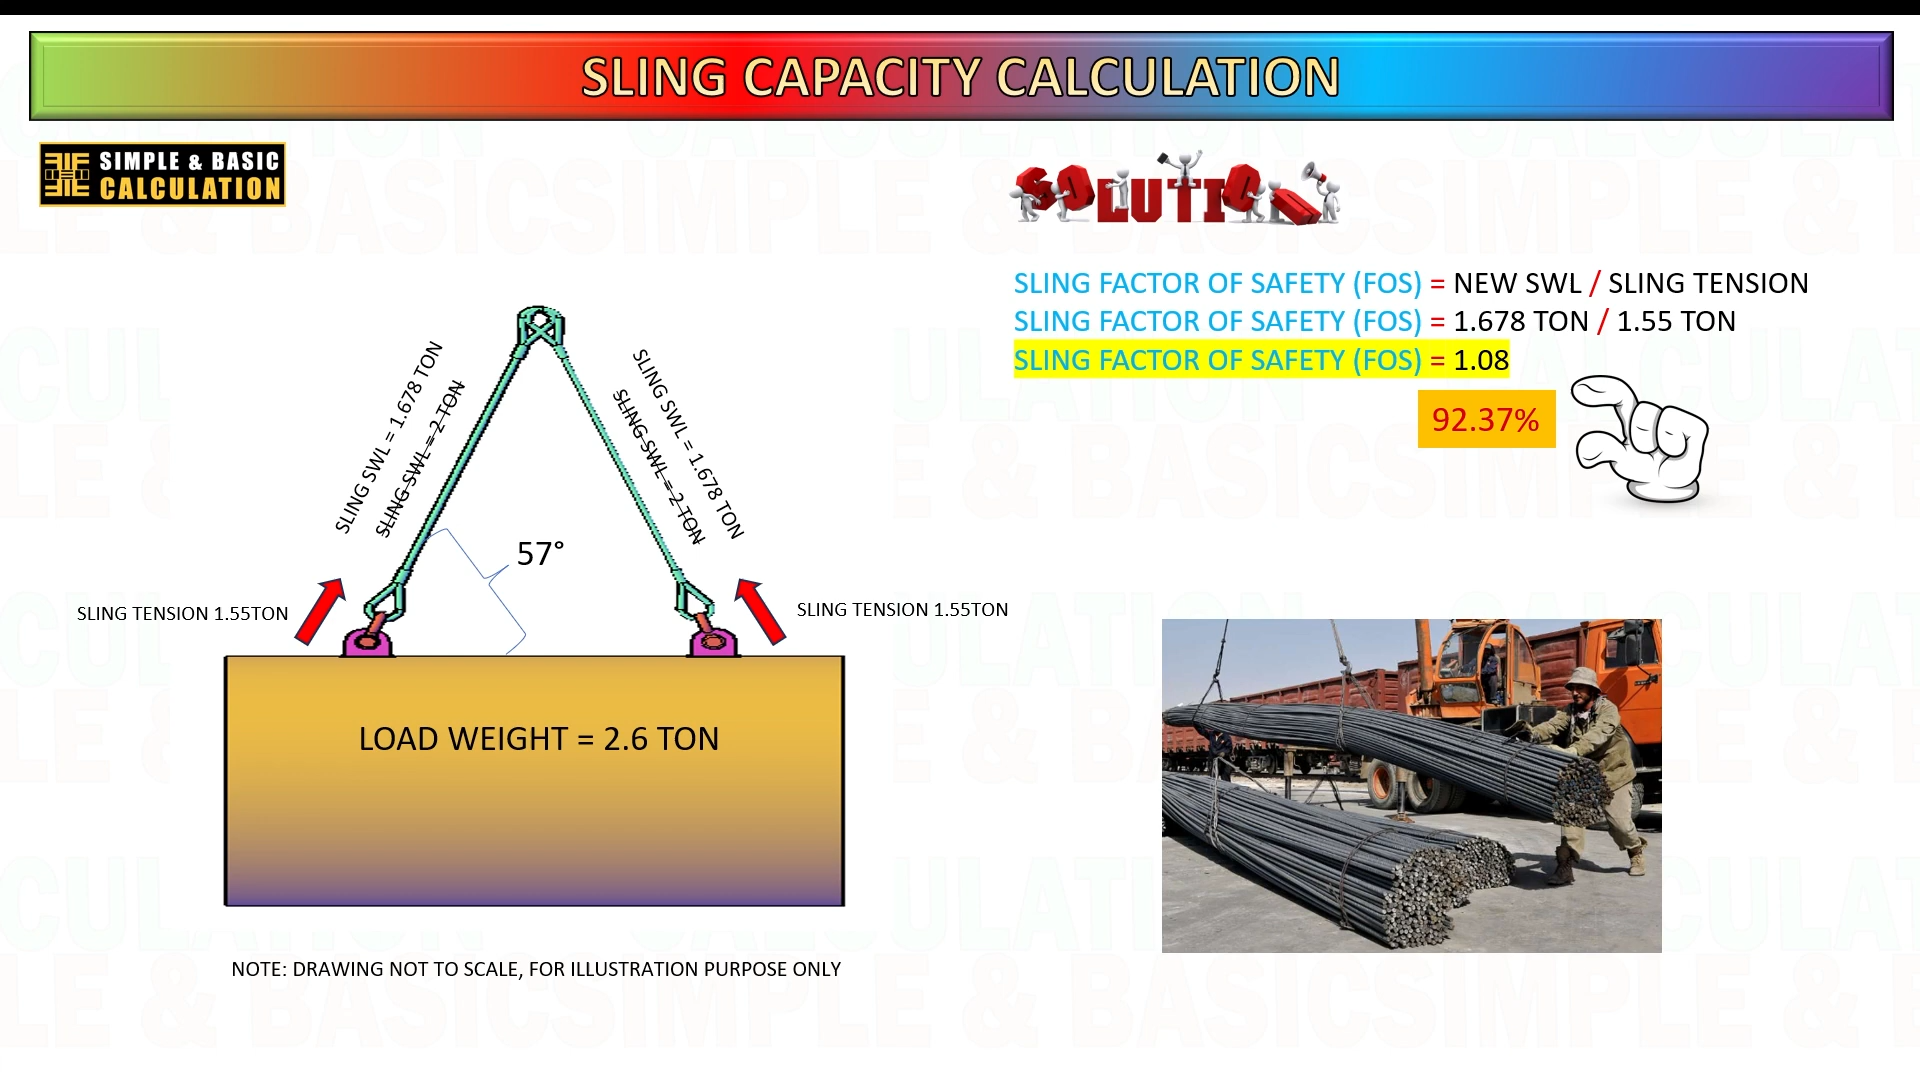 SLING CAPACITY CALCULATION
SIMPLE & BASIC
CALCULATION
SOLUTION
SLING FACTOR OF SAFETY (FOS) = NEW SWL / SLING TENSION
SLING FACTOR OF SAFETY (FOS) = 1.678 TON / 1.55 TON
SLING FACTOR OF SAFETY (FOS) = 1.08
92.37%
SLING SWL = 1.678 TON
SLING SWL = 2 TON
SLING SWL = 1.678 TON
SLING SWL = 2 TON
57°
SLING TENSION 1.55TON
SLING TENSION 1.55TON
LOAD WEIGHT = 2.6 TON
NOTE: DRAWING NOT TO SCALE, FOR ILLUSTRATION PURPOSE ONLY